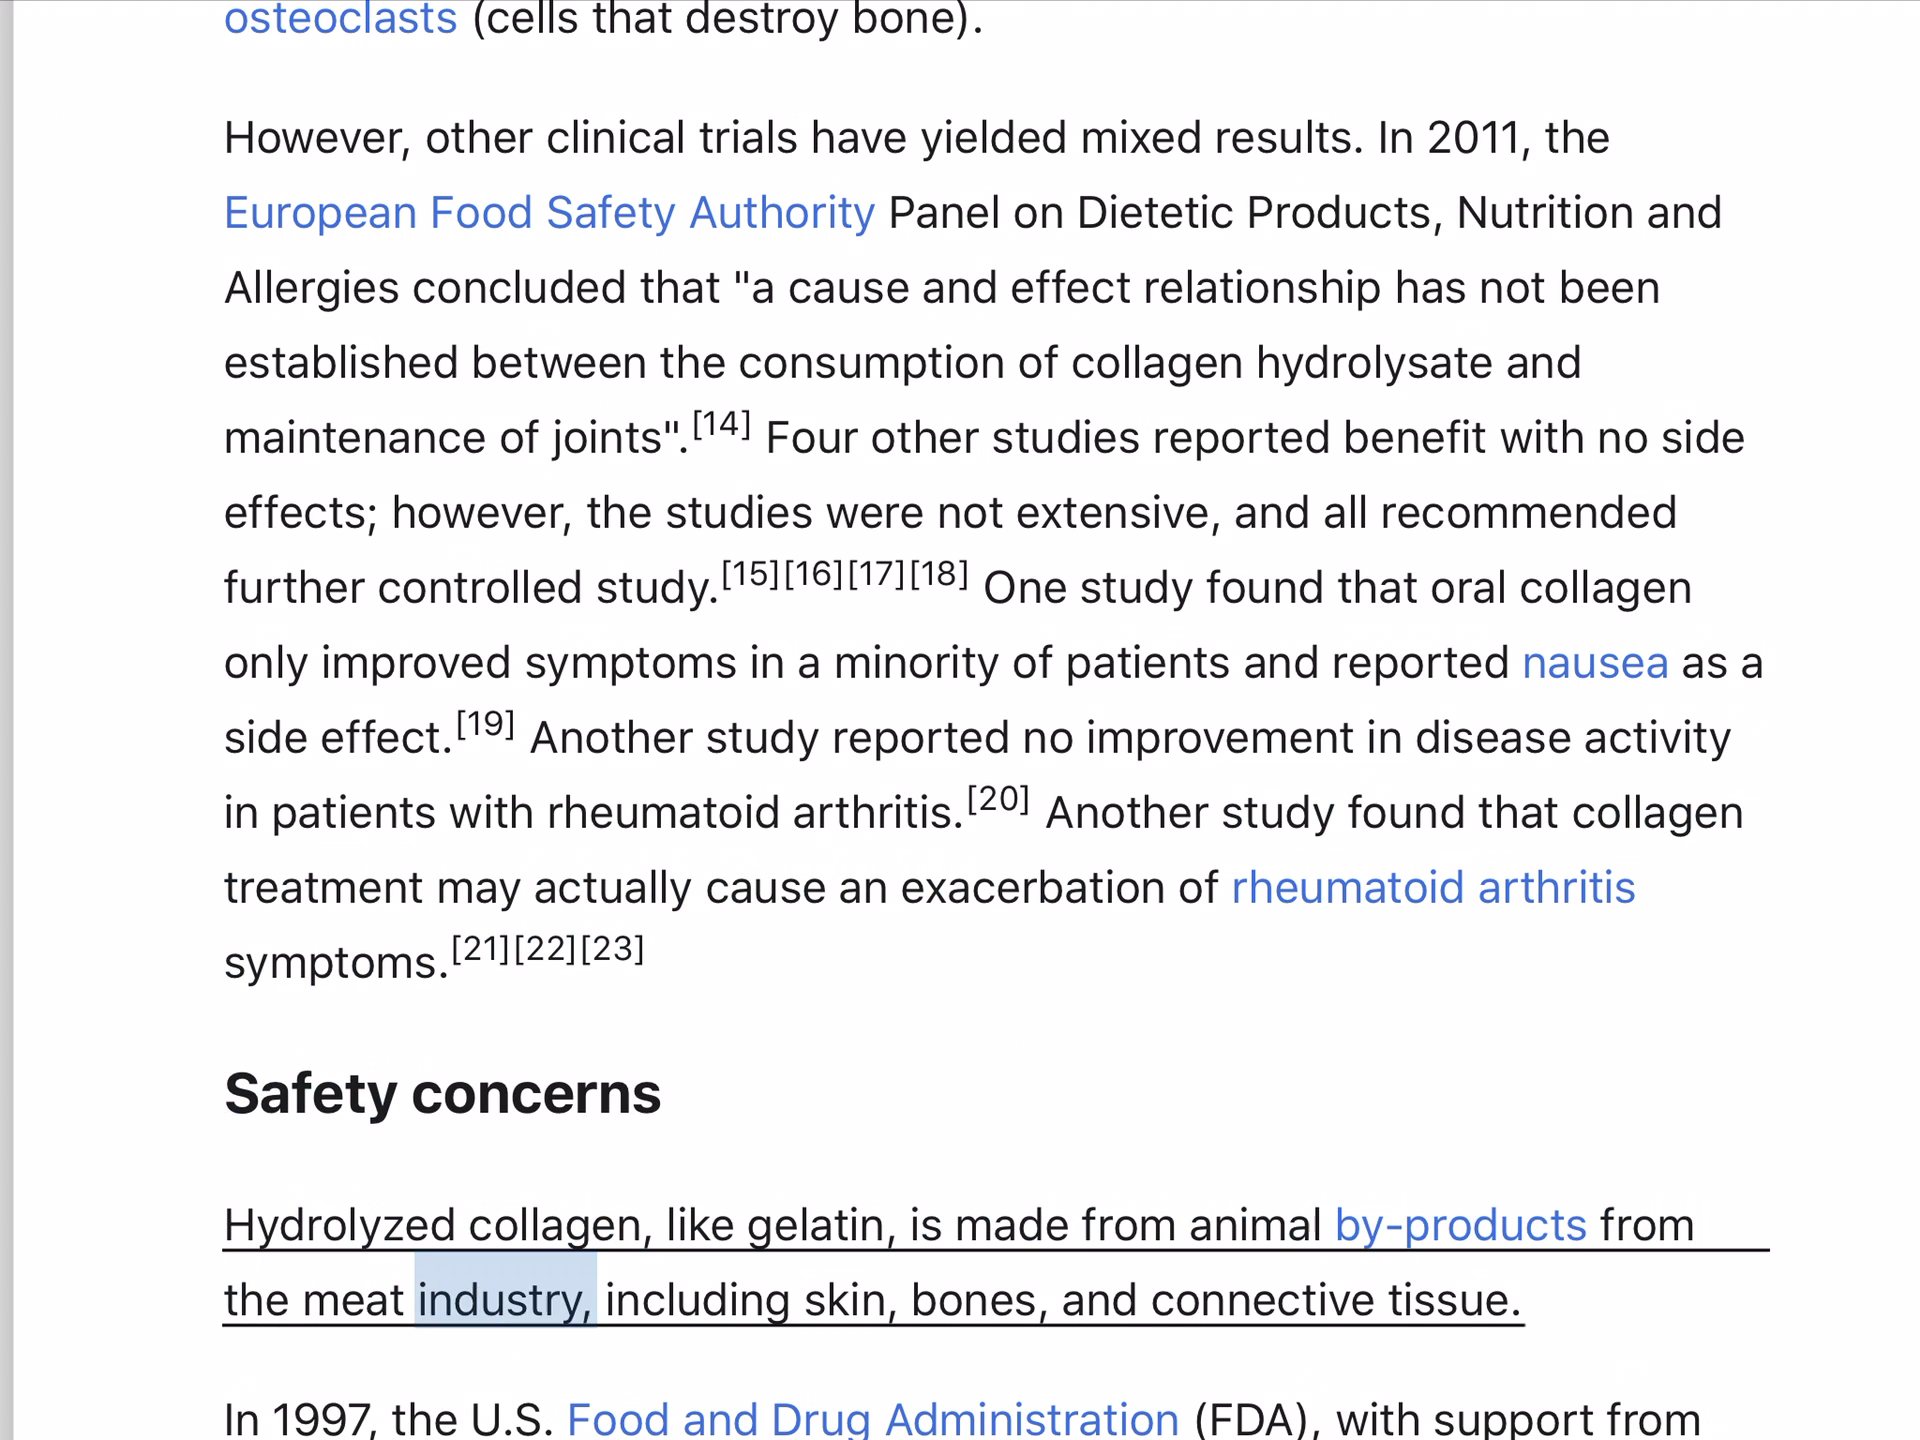 osteoclasts (cells that destroy bone).
However, other clinical trials have yielded mixed results. In 2011, the
European Food Safety Authority Panel on Dietetic Products, Nutrition and
Allergies concluded that "a cause and effect relationship has not been
established between the consumption of collagen hydrolysate and
maintenance of joints".[14] Four other studies reported benefit with no side
effects; however, the studies were not extensive, and all recommended
further controlled study.[15][16][17][18] One study found that oral collagen
only improved symptoms in a minority of patients and reported nausea as a
side effect.[19] Another study reported no improvement in disease activity
in patients with rheumatoid arthritis.[20] Another study found that collagen
treatment may actually cause an exacerbation of rheumatoid arthritis
symptoms.[21][22][23]
Safety concerns
Hydrolyzed collagen, like gelatin, is made from animal by-products from
the meat industry, including skin, bones, and connective tissue.
In 1997, the U.S. Food and Drug Administration (FDA), with support from